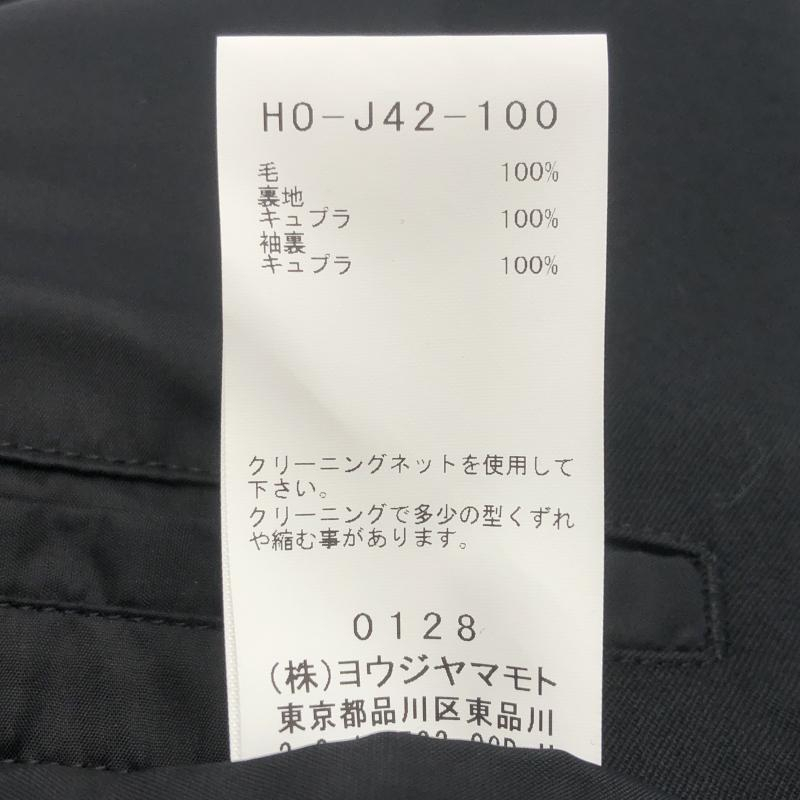 HO-J42-100
毛 100%
裏地
キュプラ 100%
袖裏
キュプラ 100%
クリーニングネットを使用して
下さい。
クリーニングで多少の型くずれ
や縮む事があります。
0128
(株)ヨウジヤマモト
東京都品川区東品川